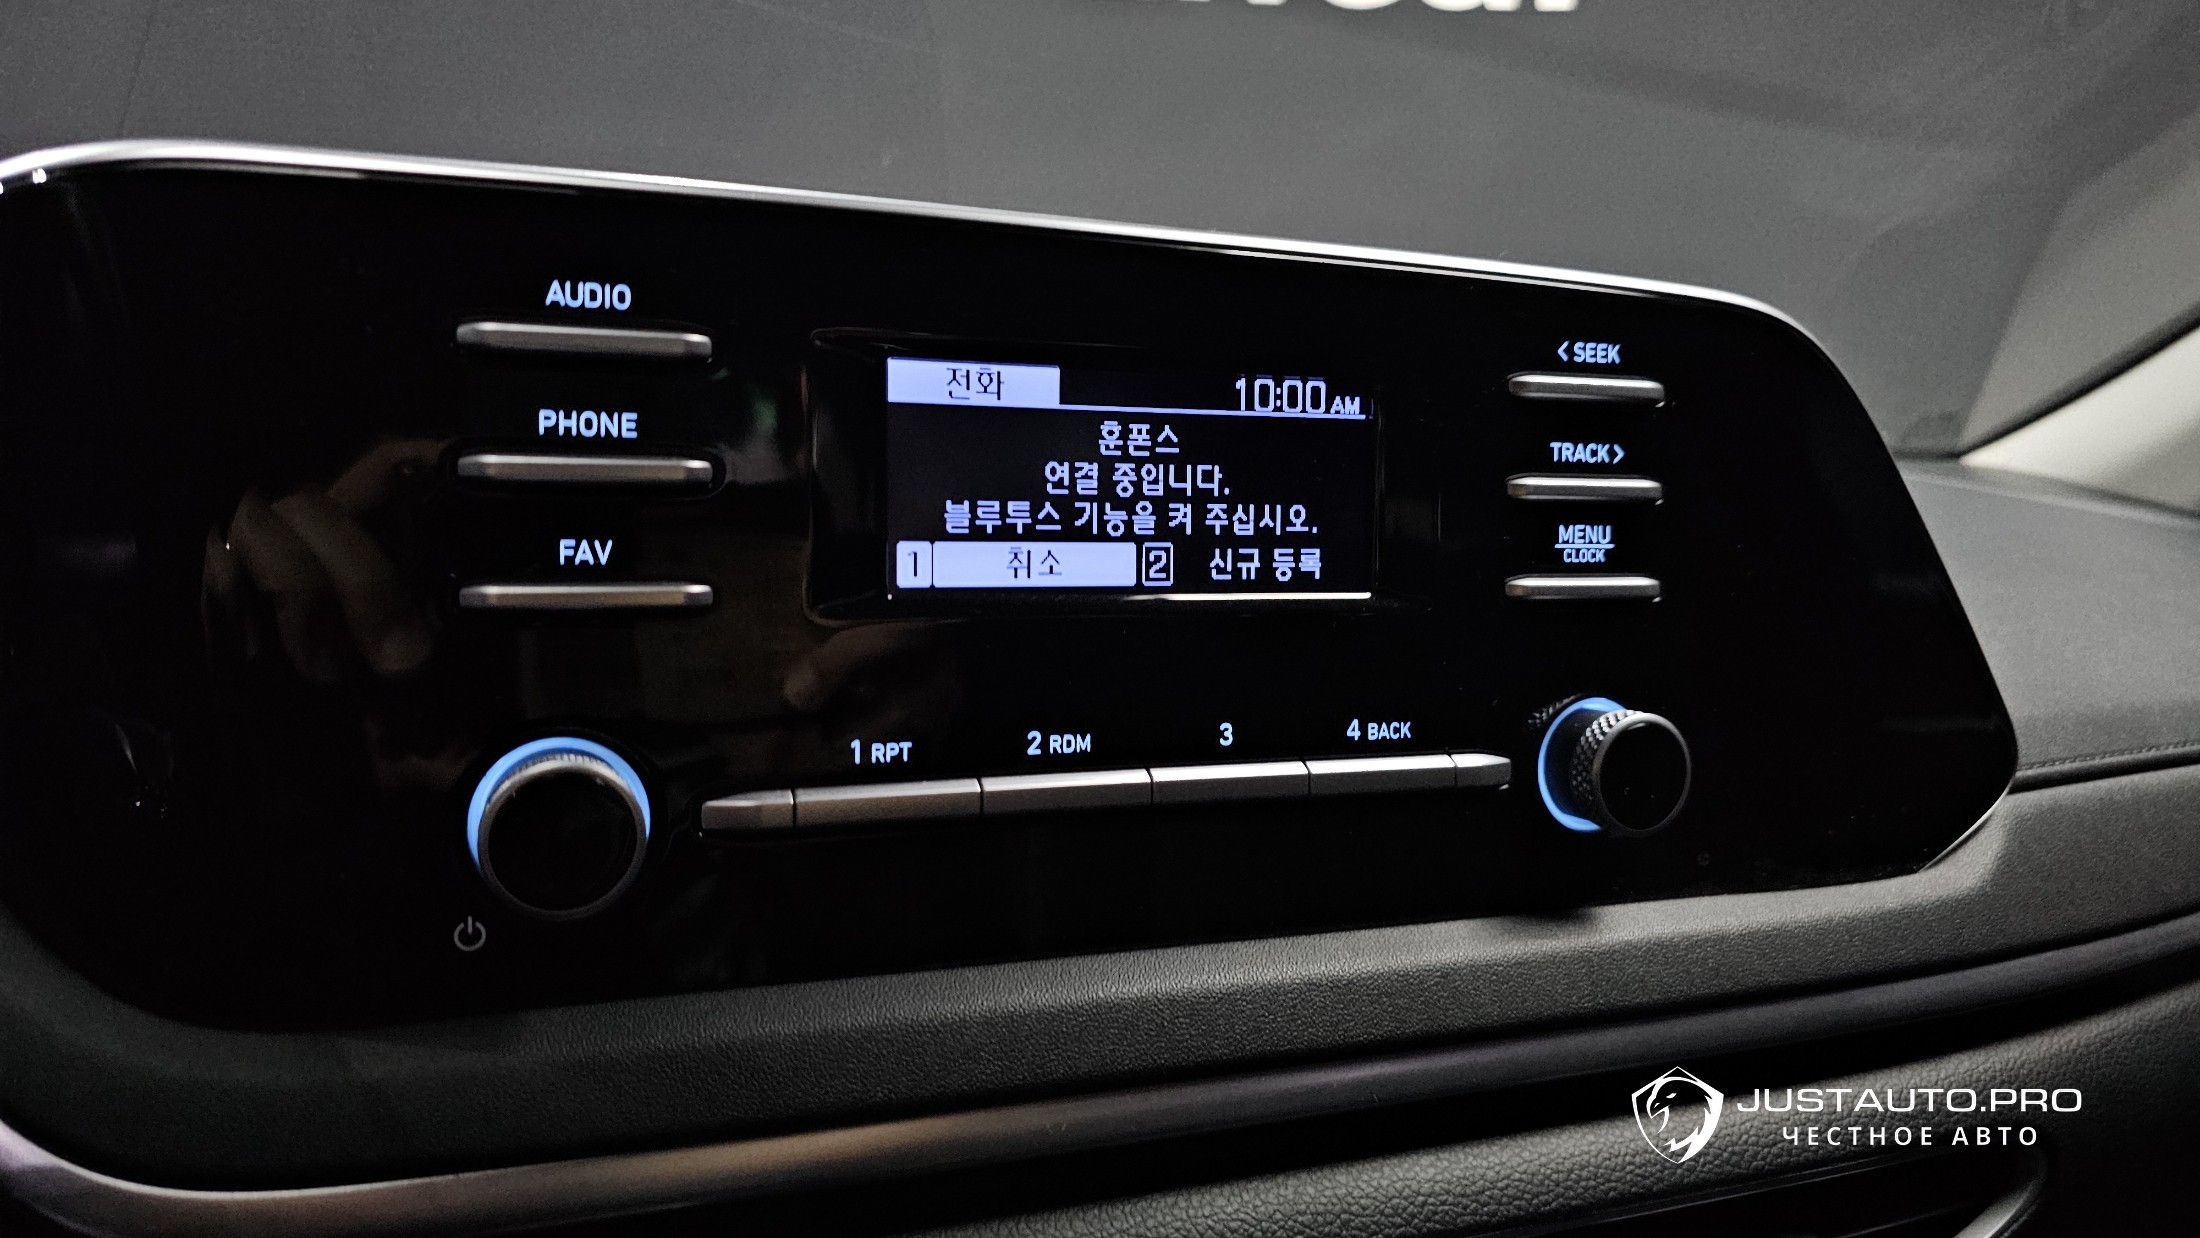 AUDIO
PHONE
FAV
전화 10:00 AM
훈폰스
연결 중입니다.
블루투스 기능을 켜 주십시오.
1 취소 2 신규 등록
< SEEK
TRACK >
MENU
CLOCK
1 RPT 2 RDM 3 4 BACK
JUSTAUTO.PRO
ЧЕСТНОЕ АВТО